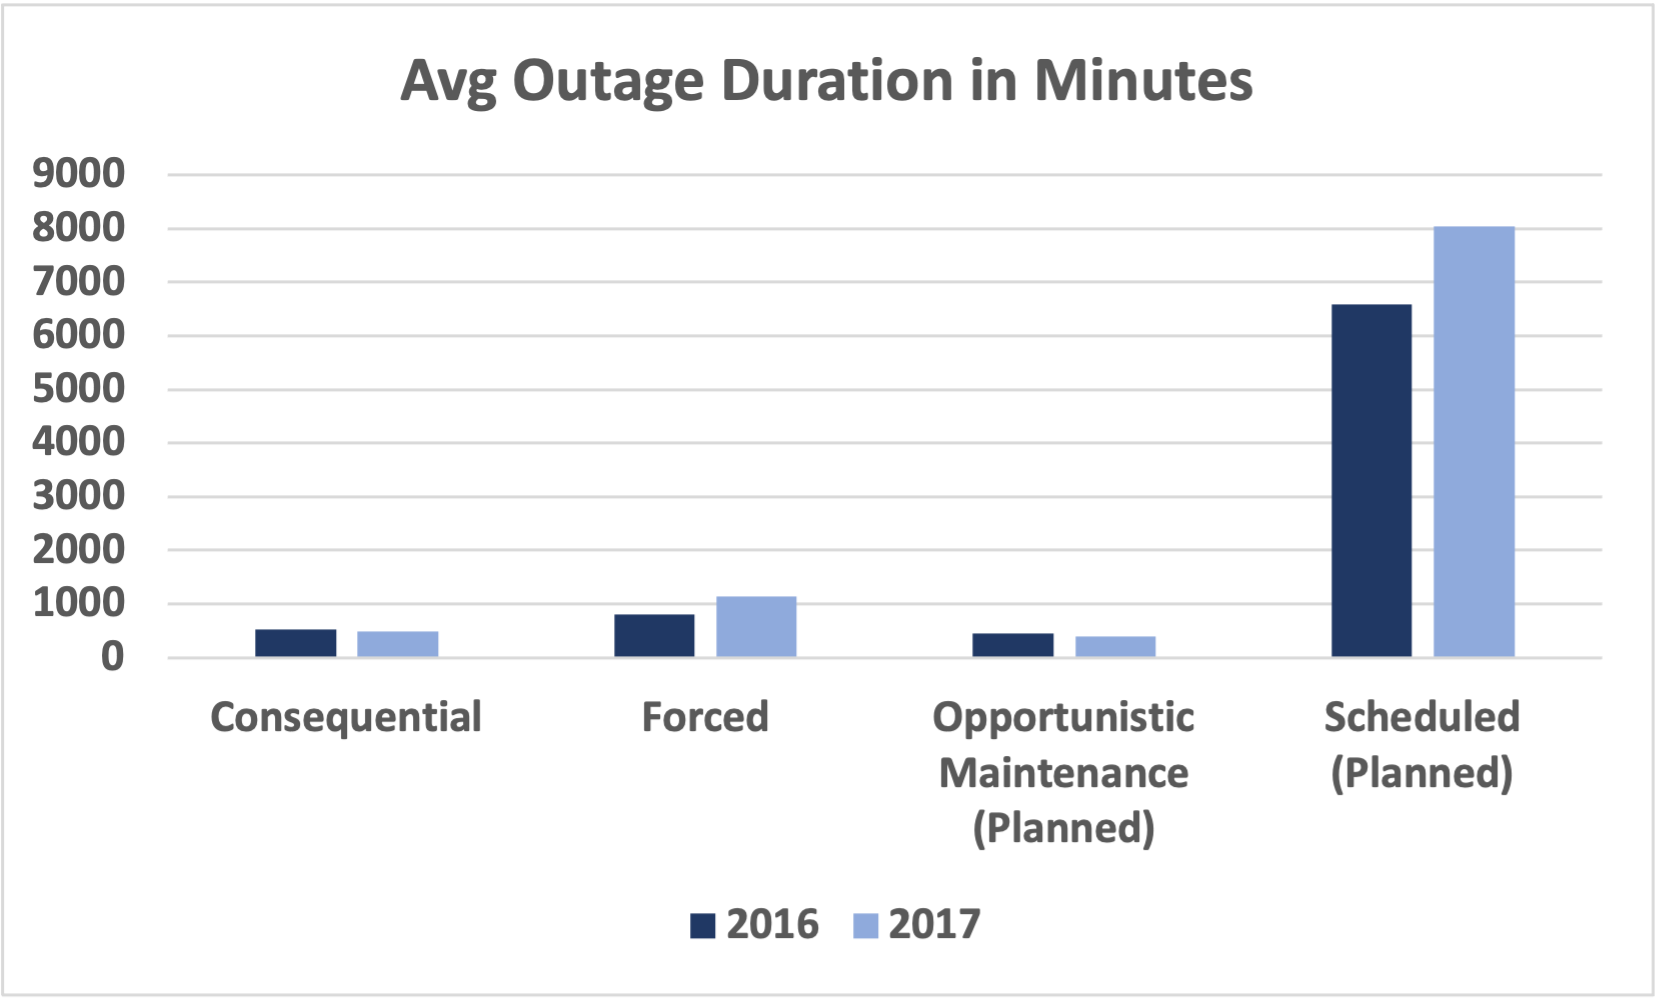 Avg Outage Duration in Minutes
9000
8000
7000
6000
5000
4000
3000
2000
1000
0
Consequential
Forced
Opportunistic
Maintenance
(Planned)
Scheduled
(Planned)
2016
2017